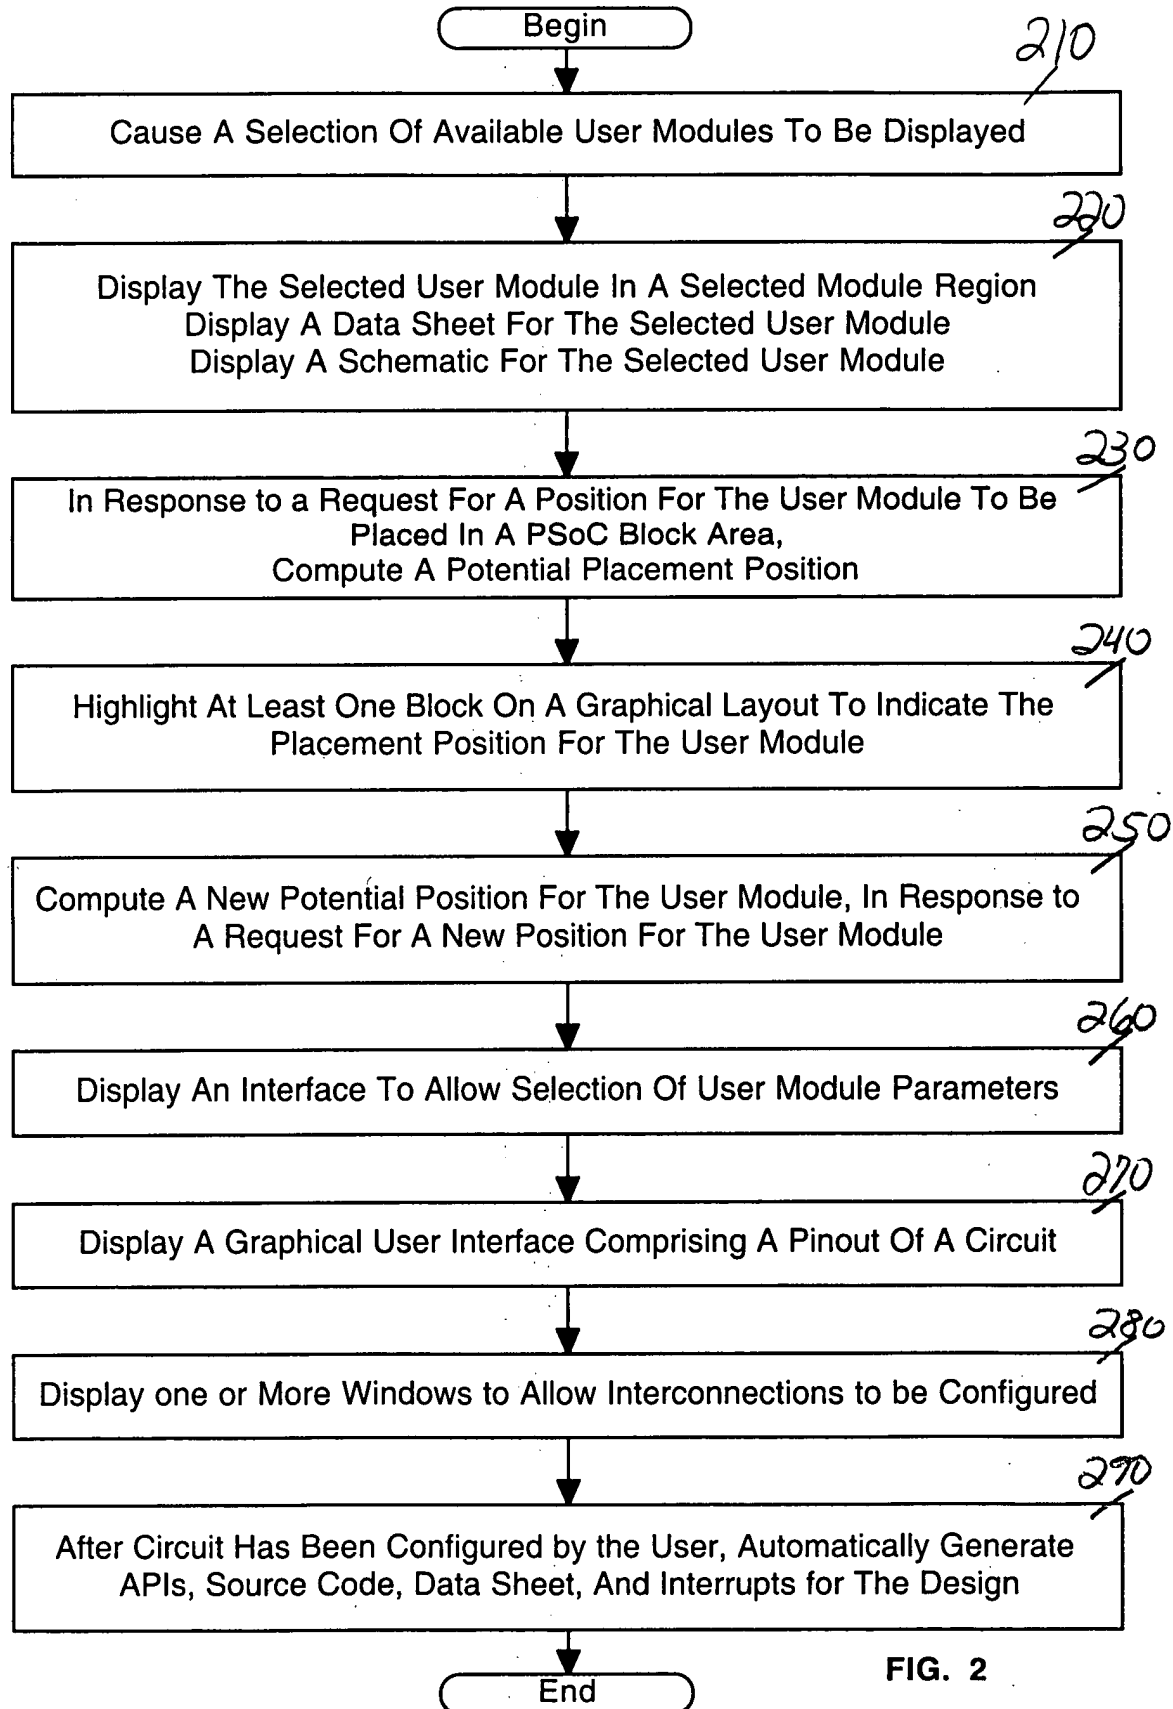 Begin
210
Cause A Selection Of Available User Modules To Be Displayed
220
Display The Selected User Module In A Selected Module Region
Display A Data Sheet For The Selected User Module
Display A Schematic For The Selected User Module
230
In Response to a Request For A Position For The User Module To Be
Placed In A PSoC Block Area,
Compute A Potential Placement Position
240
Highlight At Least One Block On A Graphical Layout To Indicate The
Placement Position For The User Module
250
Compute A New Potential Position For The User Module, In Response to
A Request For A New Position For The User Module
260
Display An Interface To Allow Selection Of User Module Parameters
270
Display A Graphical User Interface Comprising A Pinout Of A Circuit
280
Display one or More Windows to Allow Interconnections to be Configured
290
After Circuit Has Been Configured by the User, Automatically Generate
APIs, Source Code, Data Sheet, And Interrupts for The Design
FIG. 2
End